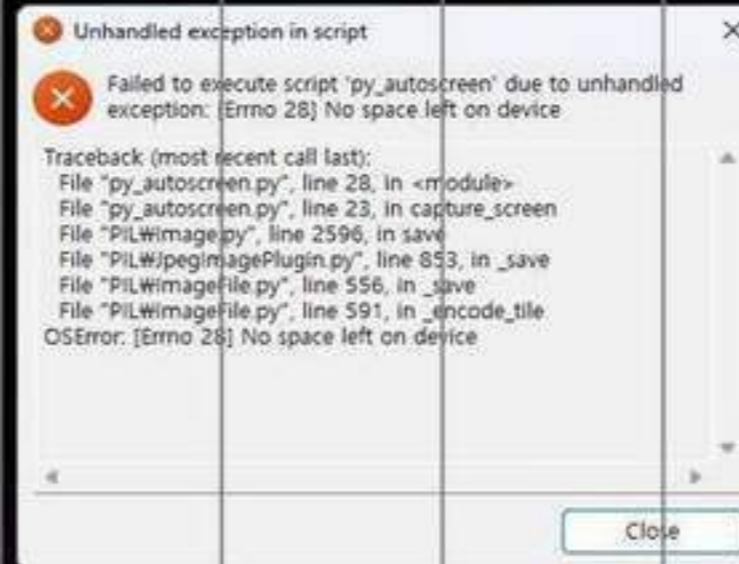 Unhandled exception in script
Failed to execute script 'py_autoscreen' due to unhandled
exception: [Errno 28] No space left on device
Traceback (most recent call last):
File "py_autoscreen.py", line 28, in <module>
File "py_autoscreen.py", line 23, in capture_screen
File "PIL₩Image.py", line 2596, in save
File "PIL₩JpegImagePlugin.py", line 853, in _save
File "PIL₩ImageFile.py", line 556, in _save
File "PIL₩ImageFile.py", line 591, in _encode_tile
OSError: [Errno 28] No space left on device
Close